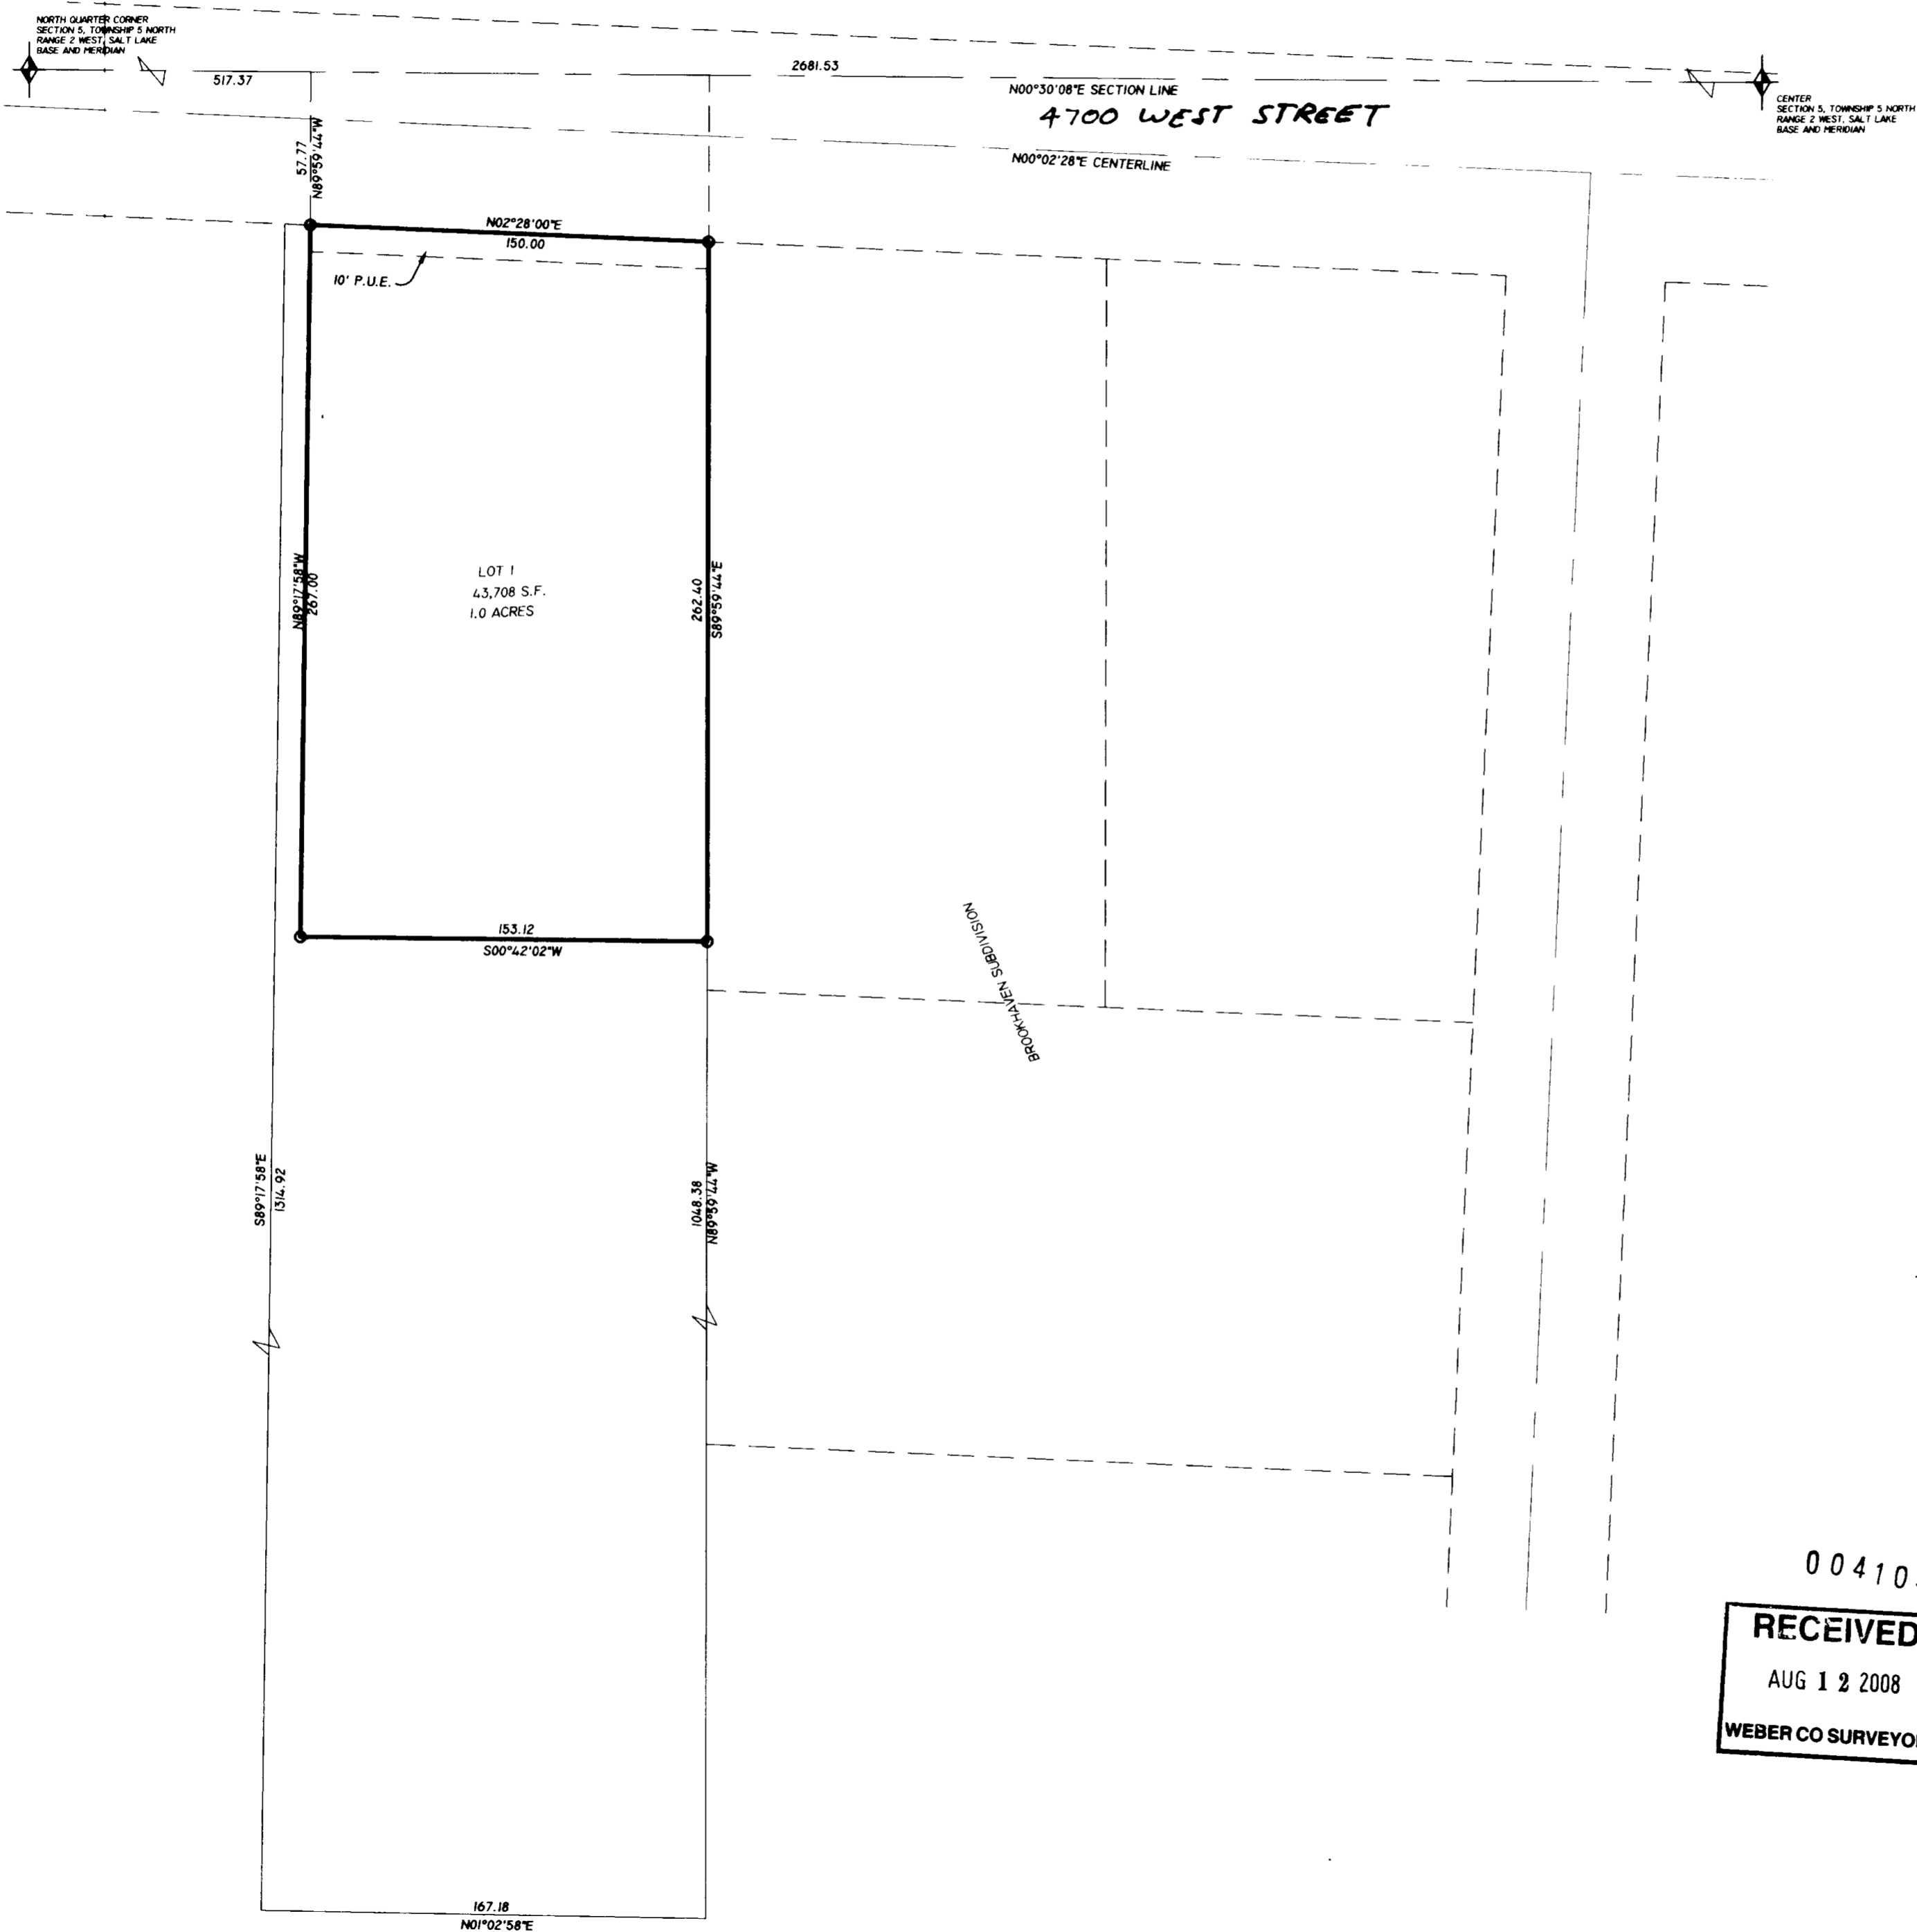 NORTH QUARTER CORNER
SECTION 5, TOWNSHIP 5 NORTH
RANGE 2 WEST, SALT LAKE
BASE AND MERIDIAN
517.37
2681.53
N00°30'08"E SECTION LINE
4700 WEST STREET
CENTER
SECTION 5, TOWNSHIP 5 NORTH
RANGE 2 WEST, SALT LAKE
BASE AND MERIDIAN
N00°02'28"E CENTERLINE
57.77
N89°59'44"W
N02°28'00"E
150.00
10' P.U.E.
N89°17'58"W
267.00
LOT 1
43,708 S.F.
1.0 ACRES
262.40
S89°59'44"E
153.12
S00°42'02"W
BROOKHAVEN SUBDIVISION
S89°17'58"E
1314.92
1048.38
N89°59'44"W
00410
RECEIVED
AUG 12 2008
WEBER CO SURVEYO
167.18
N01°02'58"E